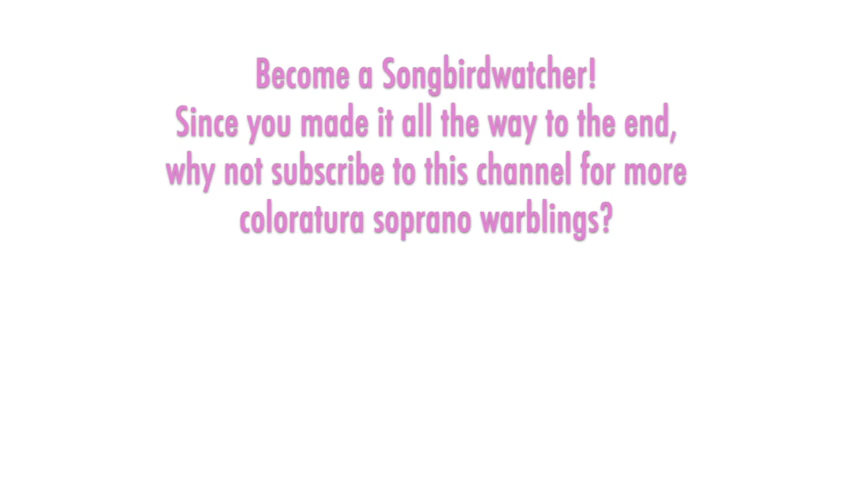 Become a Songbirdwatcher!
Since you made it all the way to the end,
why not subscribe to this channel for more
coloratura soprano warblings?